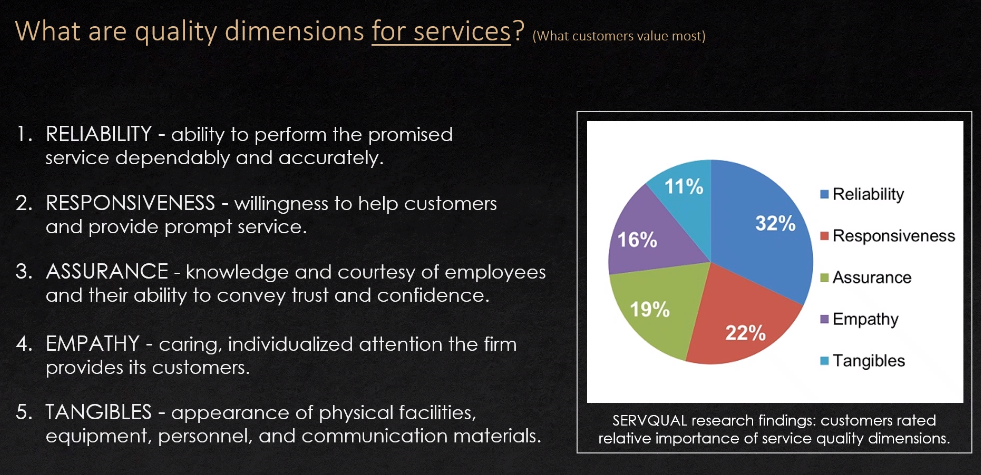 What are quality dimensions for services? (What customers value most)
1. RELIABILITY - ability to perform the promised
service dependably and accurately.
2. RESPONSIVENESS - willingness to help customers
and provide prompt service.
3. ASSURANCE - knowledge and courtesy of employees
and their ability to convey trust and confidence.
4. EMPATHY - caring, individualized attention the firm
provides its customers.
5. TANGIBLES - appearance of physical facilities,
equipment, personnel, and communication materials.
11%
32%
16%
19%
22%
Reliability
Responsiveness
Assurance
Empathy
Tangibles
SERVQUAL research findings: customers rated
relative importance of service quality dimensions.